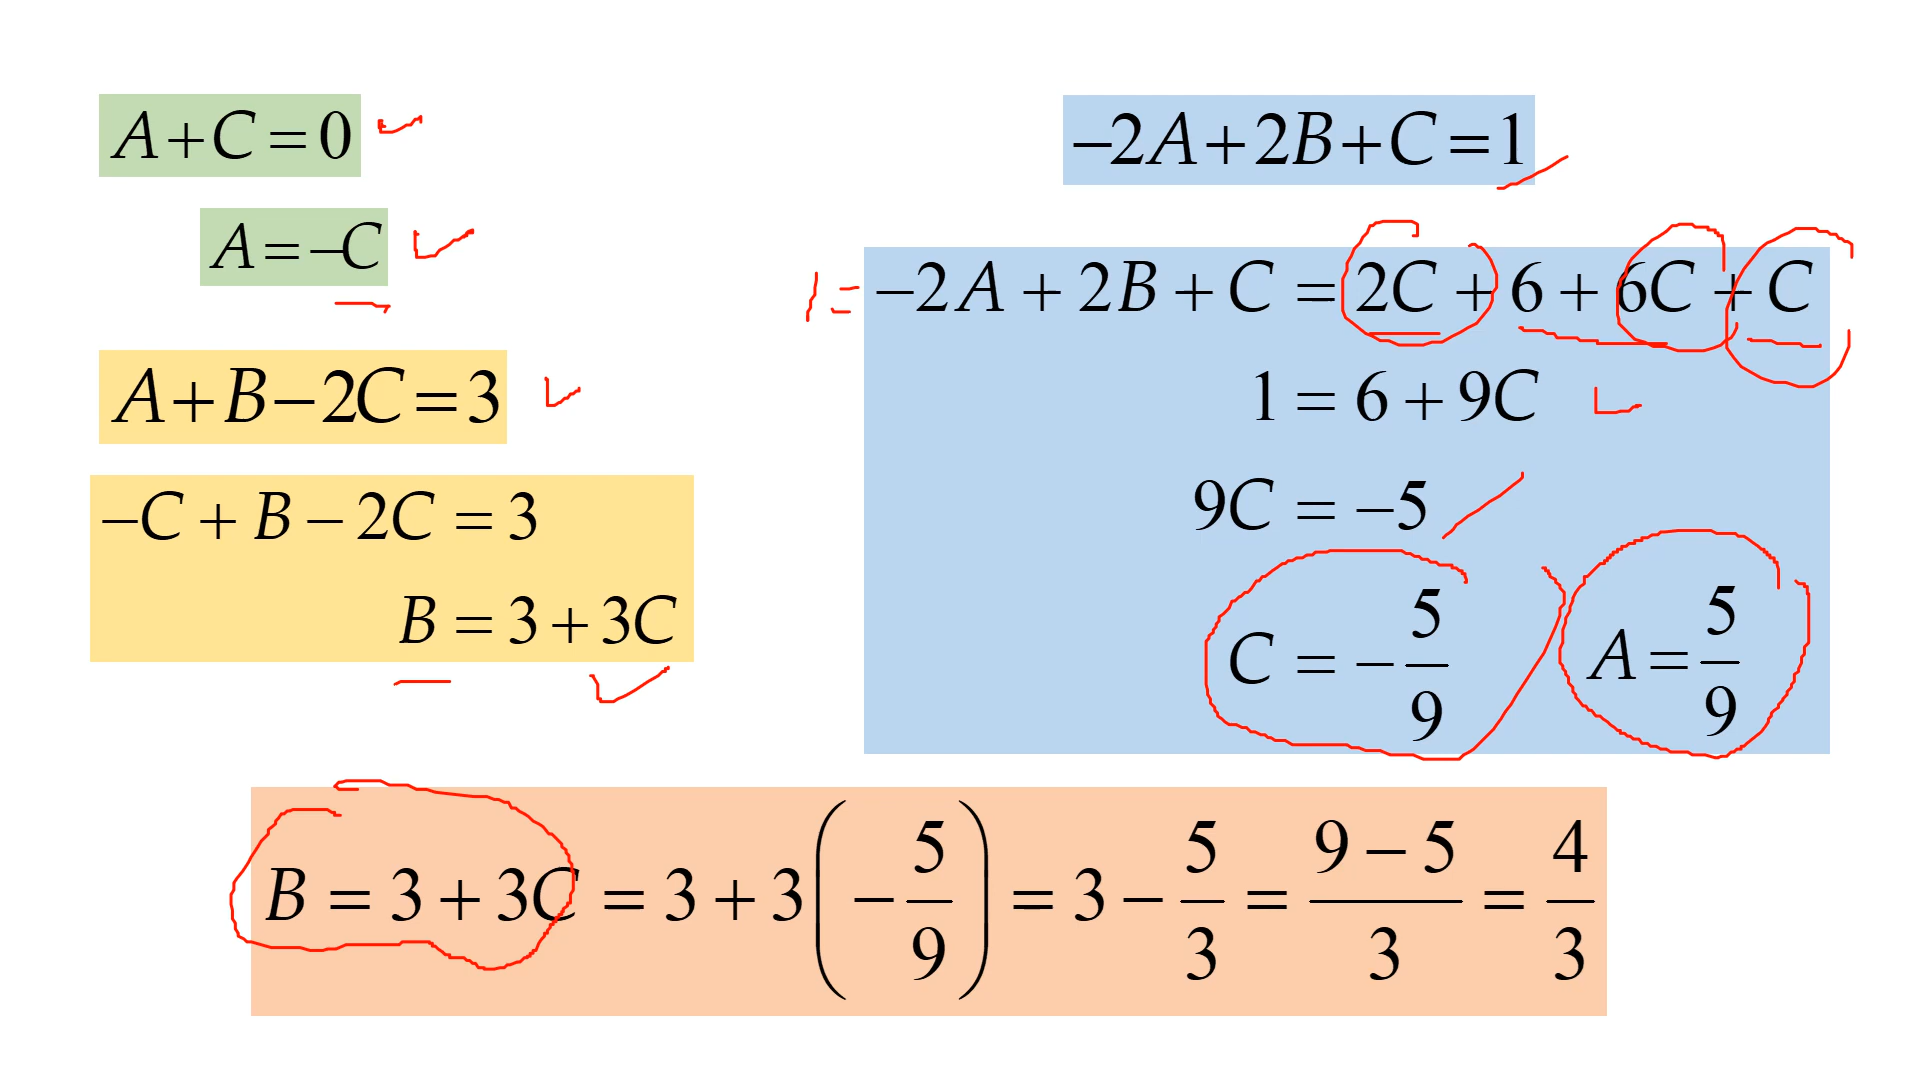 A + C = 0
A = −C
A + B − 2C = 3
−C + B − 2C = 3
B = 3 + 3C
−2A + 2B + C = 1
1 = −2A + 2B + C = 2C + 6 + 6C + C
1 = 6 + 9C
9C = −5
C = −5/9 A = 5/9
B = 3 + 3C = 3 + 3(−5/9) = 3 − 5/3 = (9 − 5)/3 = 4/3